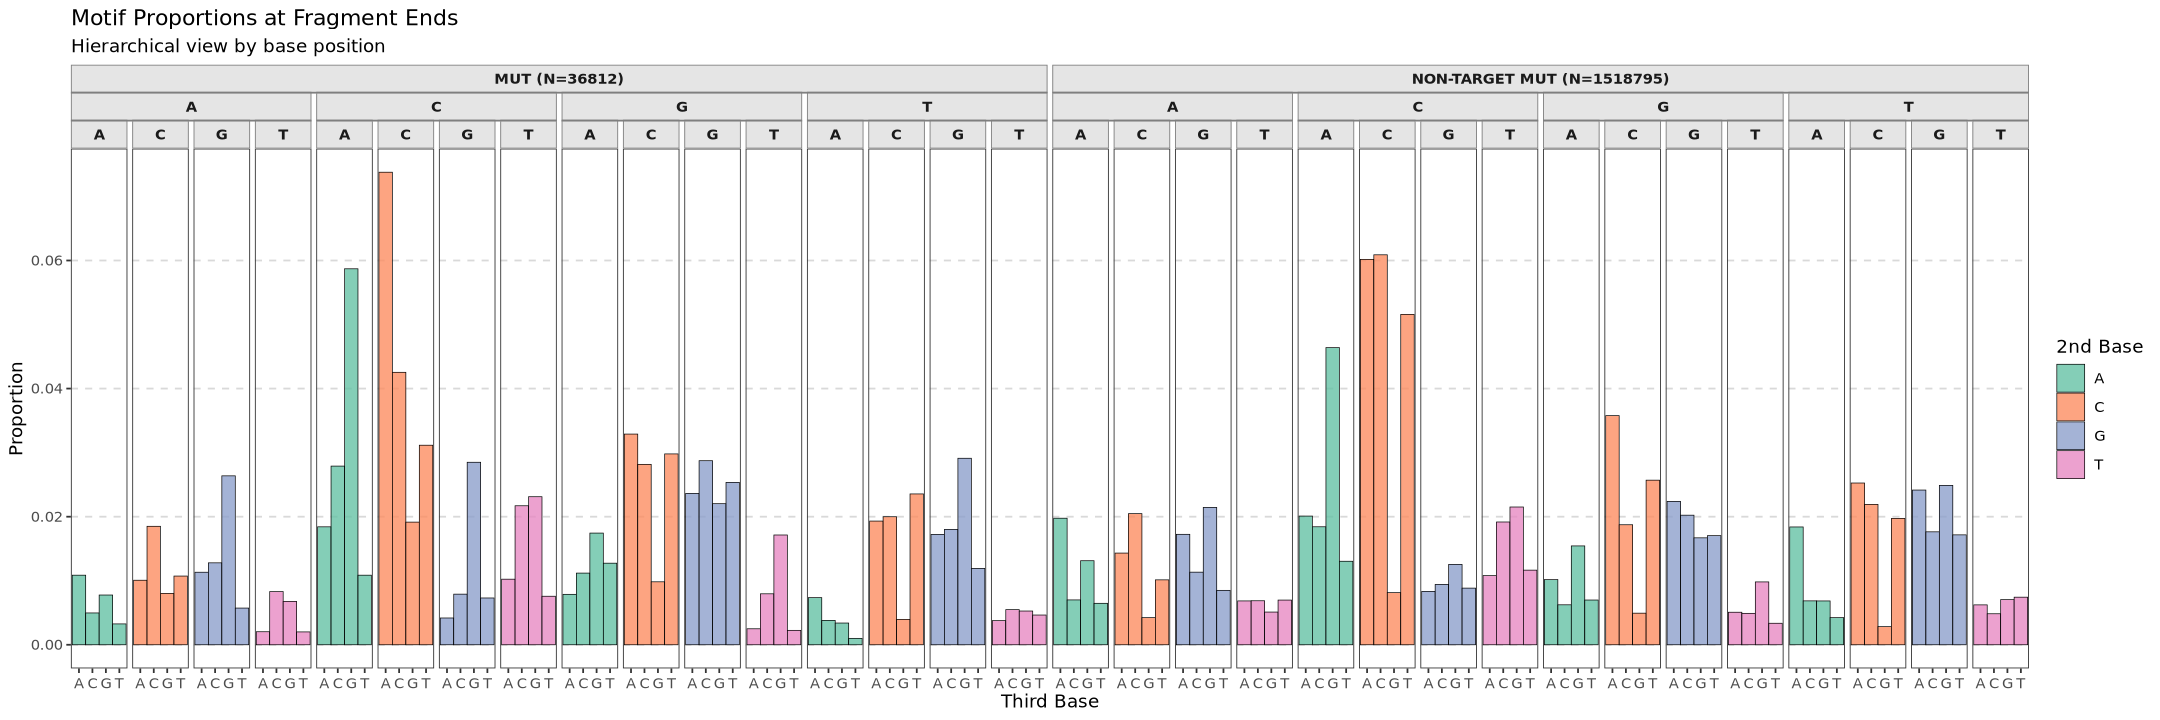 Motif Proportions at Fragment Ends
Hierarchical view by base position
MUT (N=36812) NON-TARGET MUT (N=1518795)
A C G T A C G T
A C G T A C G T A C G T A C G T A C G T A C G T A C G T A C G T
Proportion
0.06
0.04
0.02
0.00
A C G T A C G T A C G T A C G T A C G T A C G T A C G T A C G T A C G T A C G T A C G T A C G T A C G T A C G T A C G T A C G T A C G T A C G T A C G T A C G T A C G T A C G T A C G T A C G T A C G T A C G T A C G T A C G T A C G T A C G T A C G T A C G T
Third Base
2nd Base
A
C
G
T